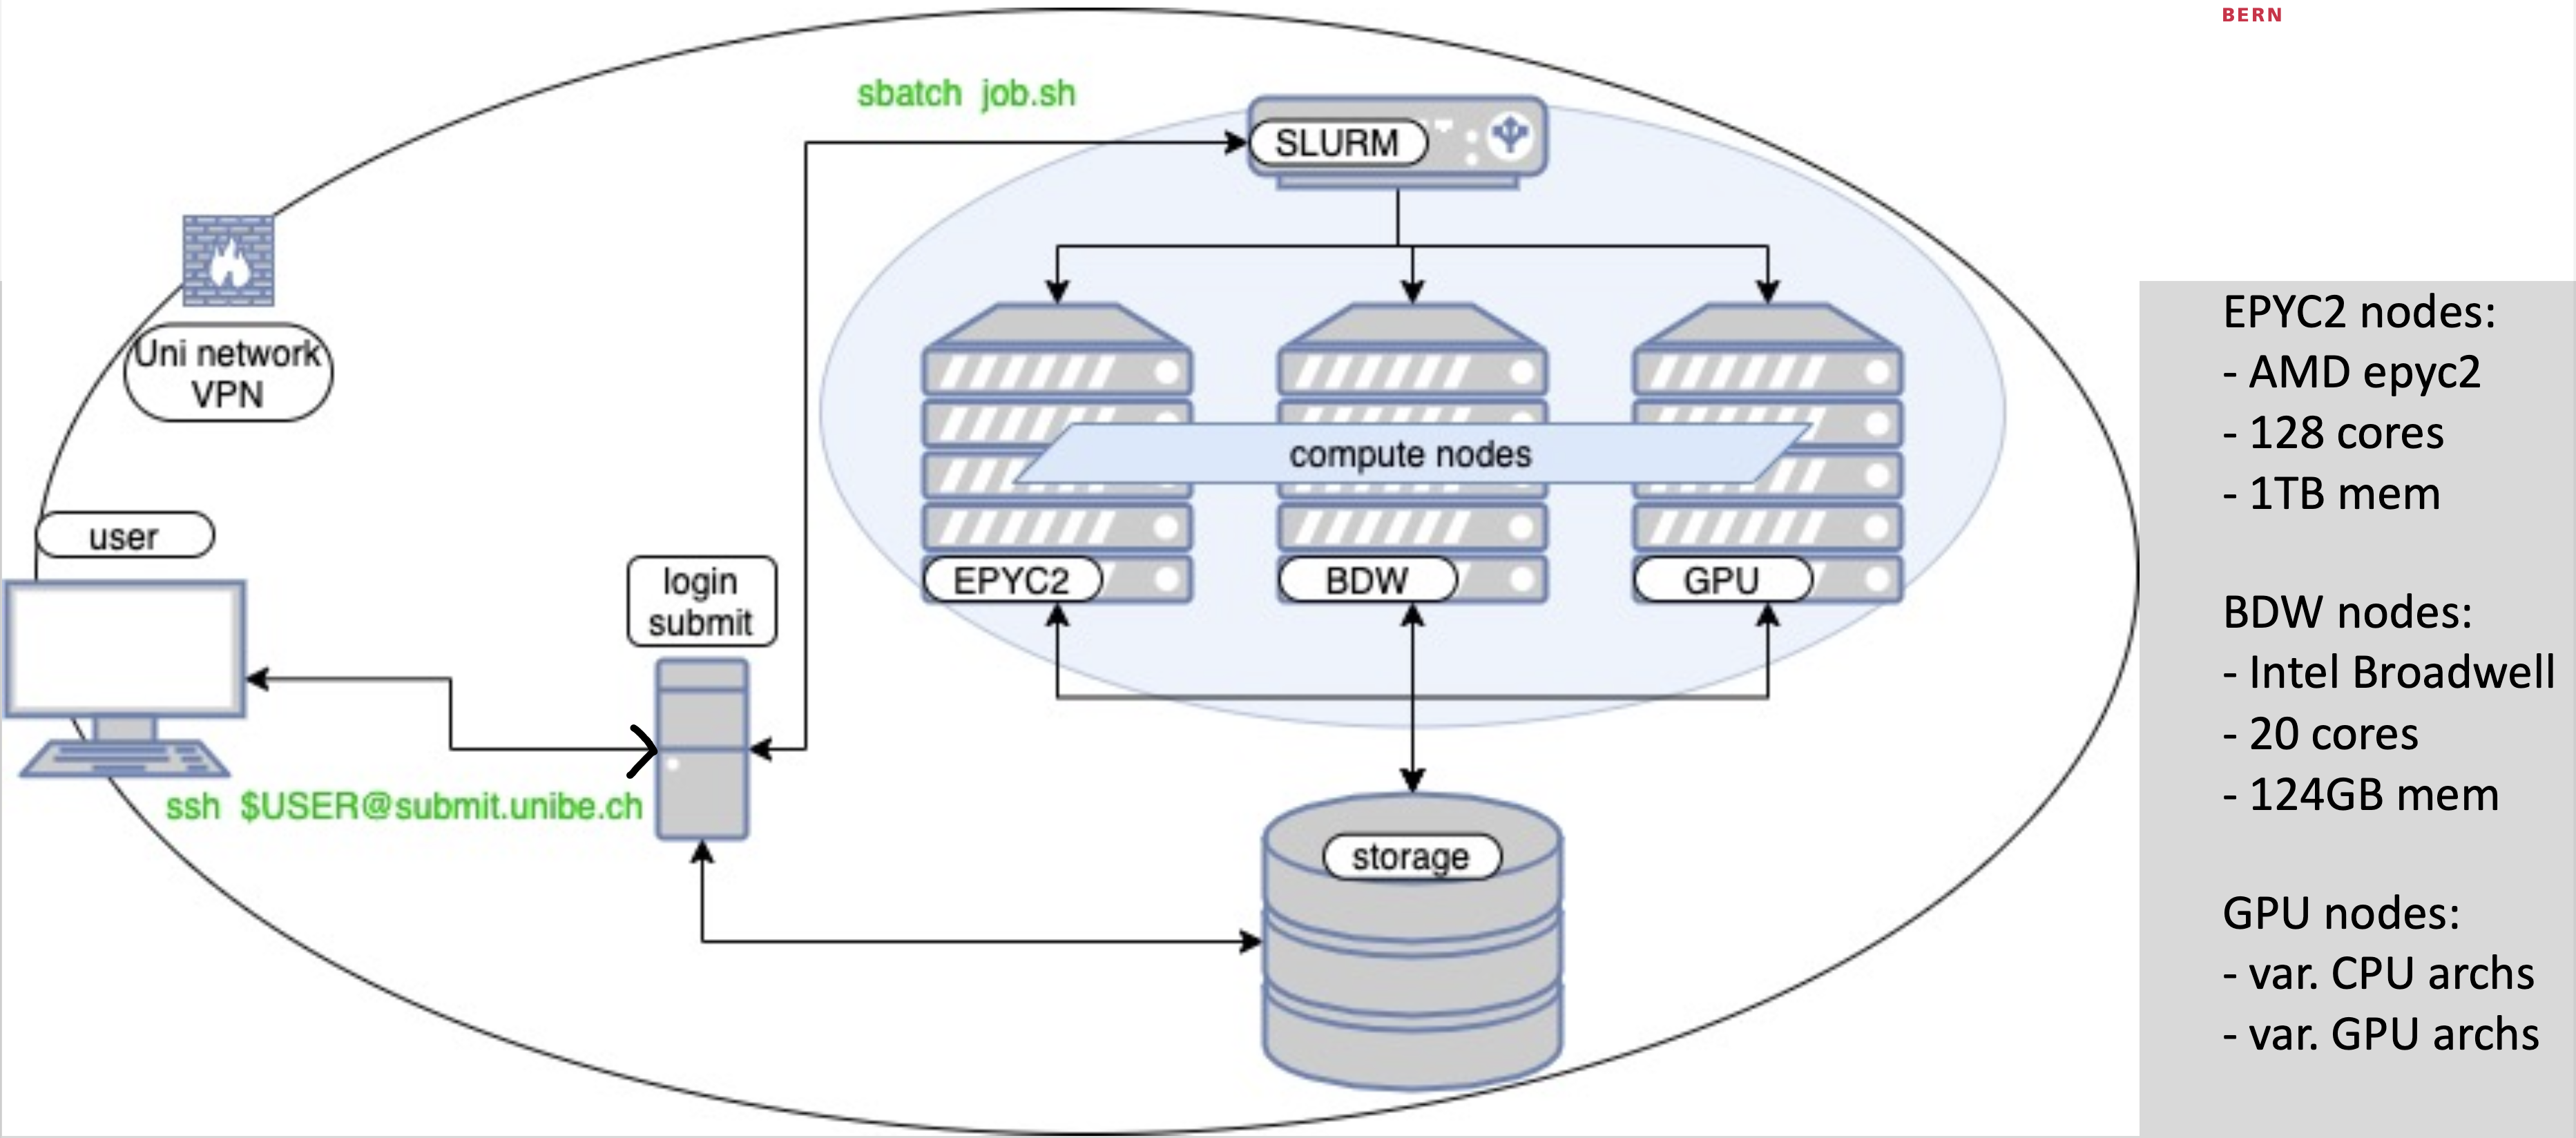 BERN
sbatch job.sh
SLURM
Uni network
VPN
user
login
submit
compute nodes
EPYC2
BDW
GPU
ssh $USER@submit.unibe.ch
storage
EPYC2 nodes:
- AMD epyc2
- 128 cores
- 1TB mem
BDW nodes:
- Intel Broadwell
- 20 cores
- 124GB mem
GPU nodes:
- var. CPU archs
- var. GPU archs